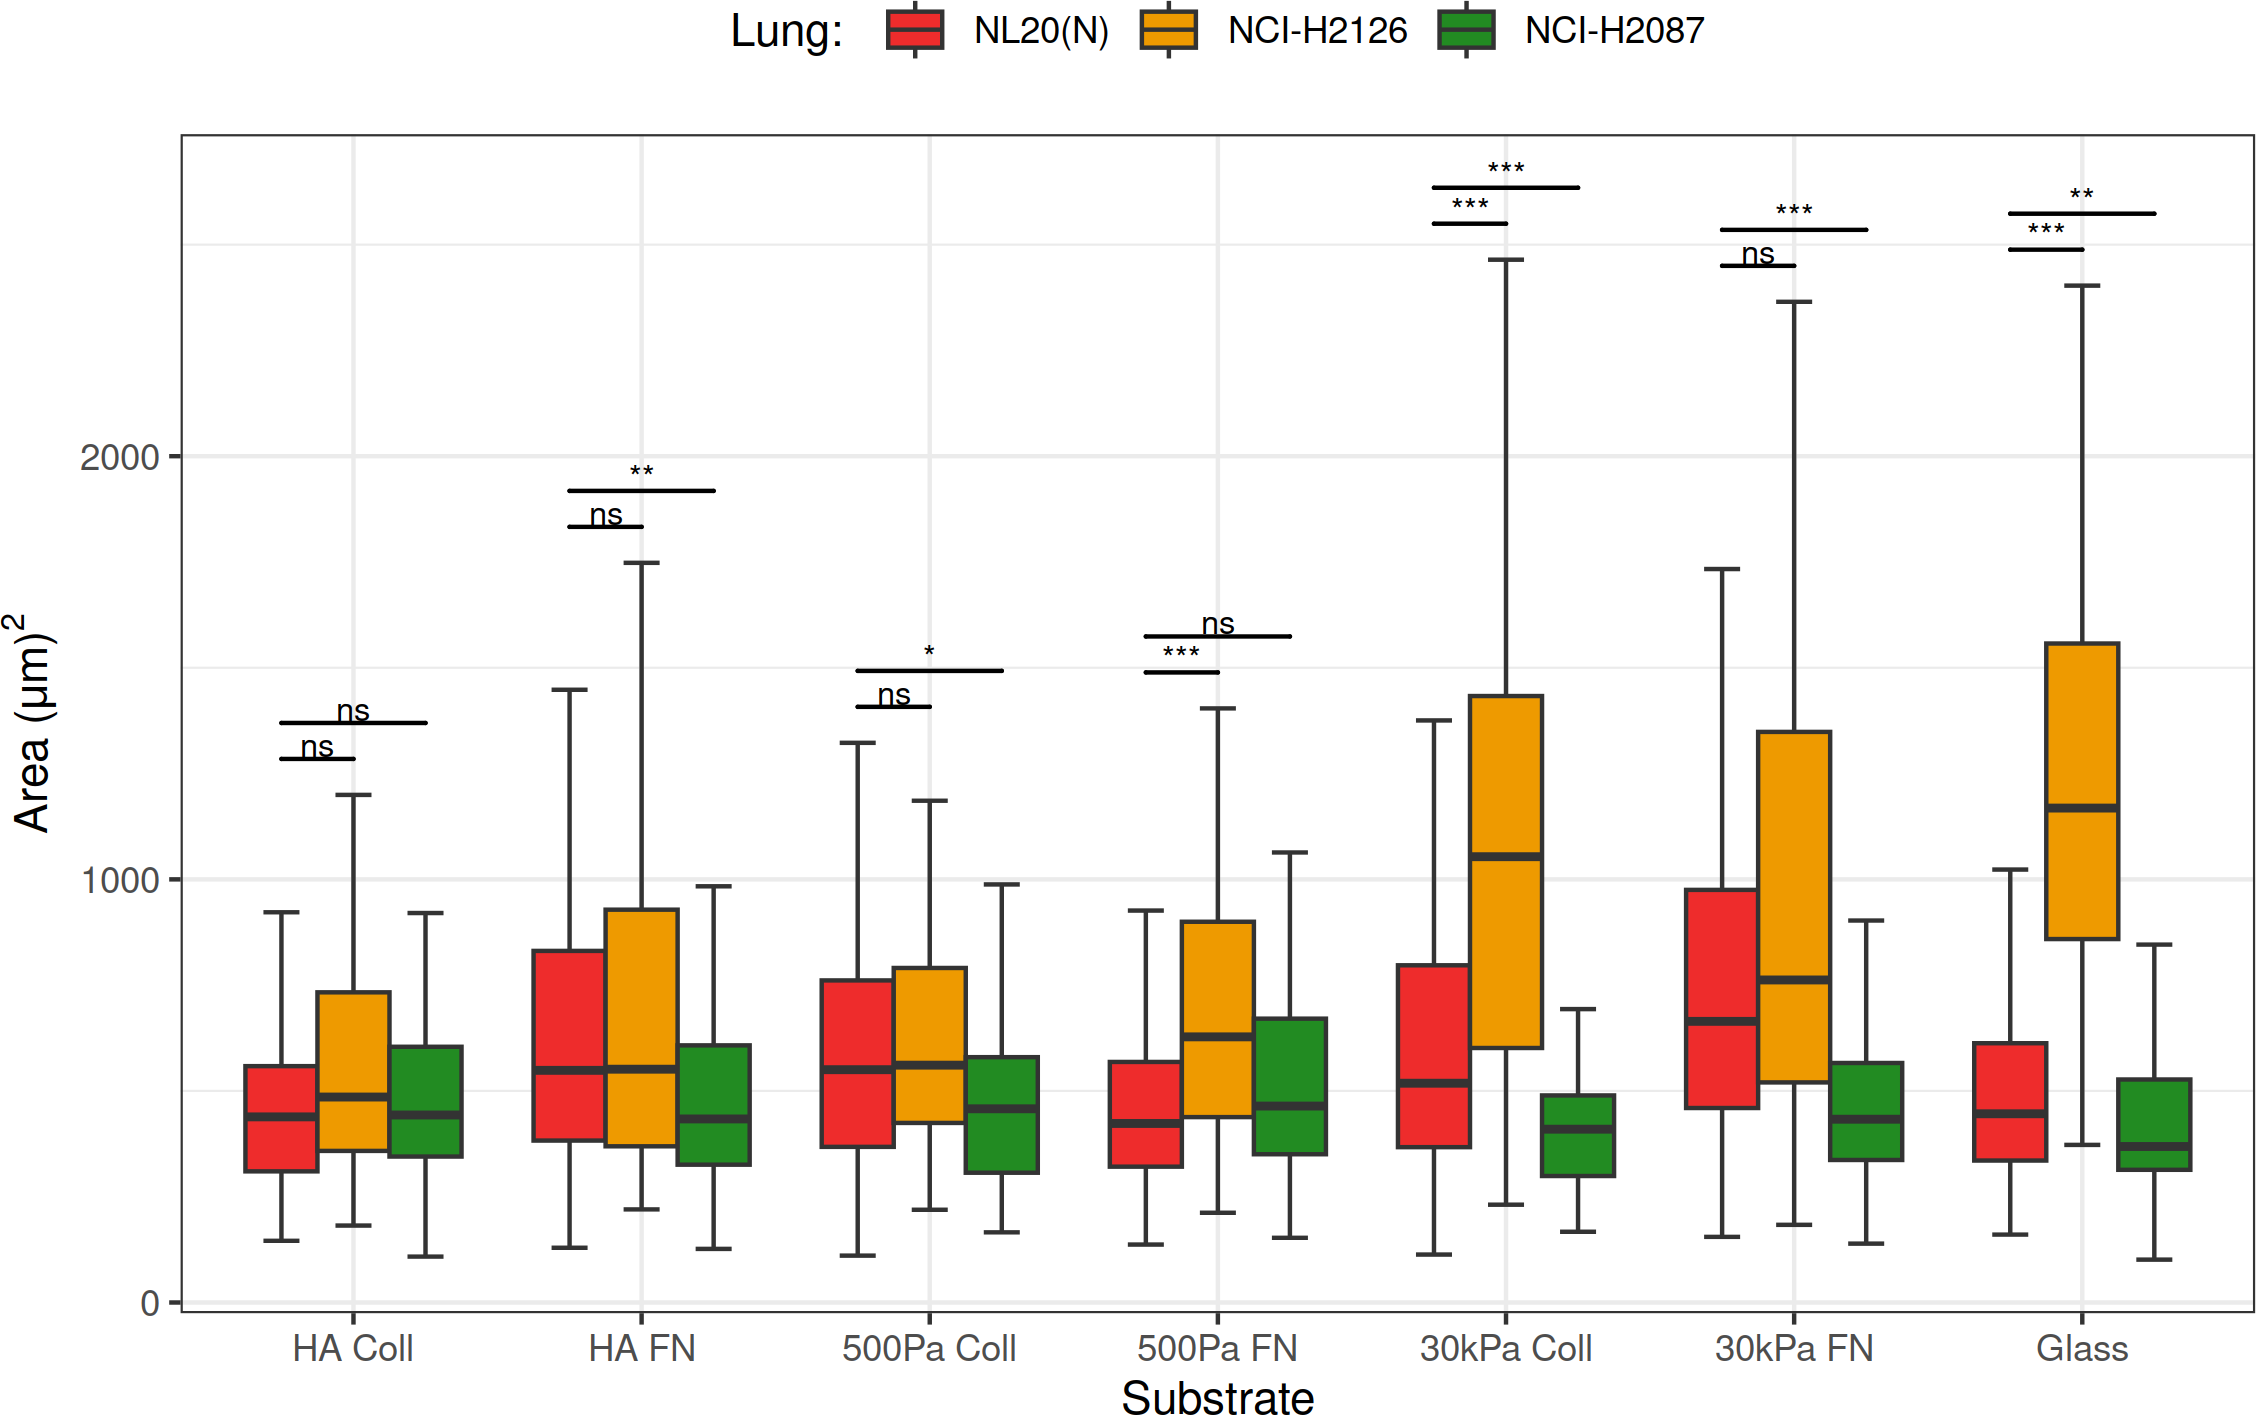 Lung: NL20(N) NCI-H2126 NCI-H2087
***
***
**
***
***
ns
2000
**
ns
ns
***
*
ns
ns
ns
1000
0
Area (µm)²
HA Coll HA FN 500Pa Coll 500Pa FN 30kPa Coll 30kPa FN Glass
Substrate